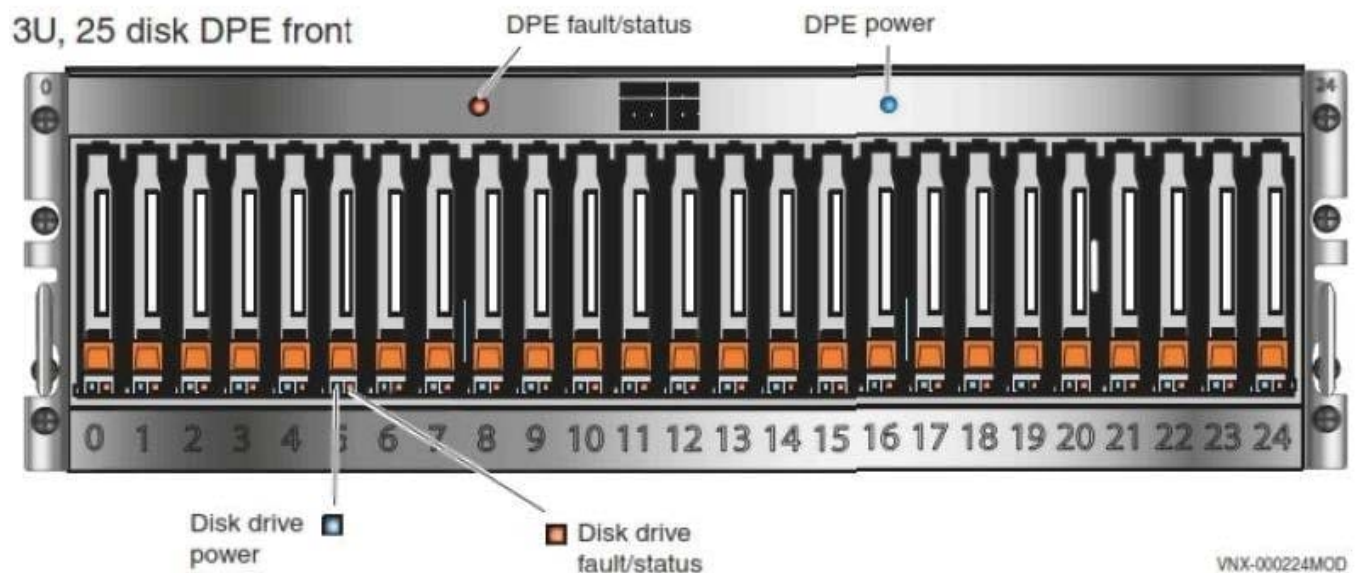 3U, 25 disk DPE front
DPE fault/status
DPE power
0
24
0 1 2 3 4 5 6 7 8 9 10 11 12 13 14 15 16 17 18 19 20 21 22 23 24
Disk drive
power
Disk drive
fault/status
VNX-000224MOD